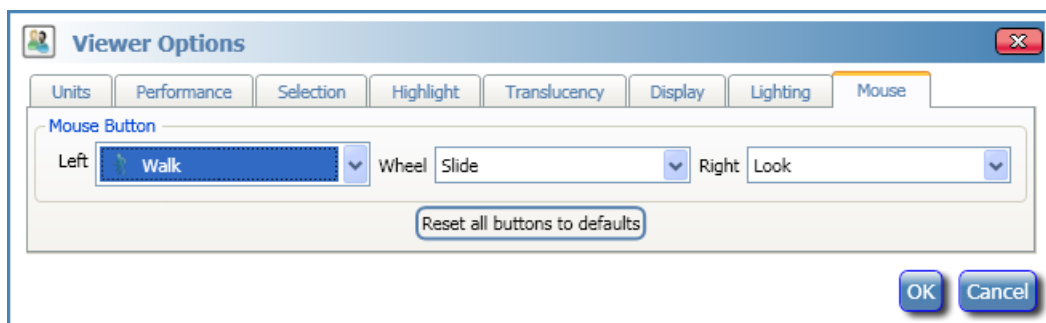 Viewer Options
Units Performance Selection Highlight Translucency Display Lighting Mouse
Mouse Button
Left Walk Wheel Slide Right Look
Reset all buttons to defaults
OK Cancel